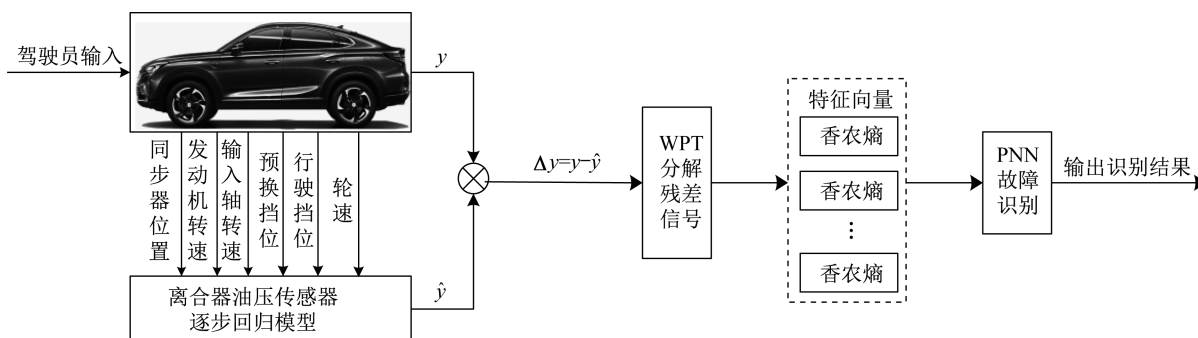 驾驶员输入
y
同步器位置
发动机转速
输入轴转速
预换挡位
行驶挡位
轮速
离合器油压传感器
逐步回归模型
ŷ
Δy=y−ŷ
WPT
分解
残差
信号
特征向量
香农熵
香农熵
⋮
香农熵
PNN
故障
识别
输出识别结果